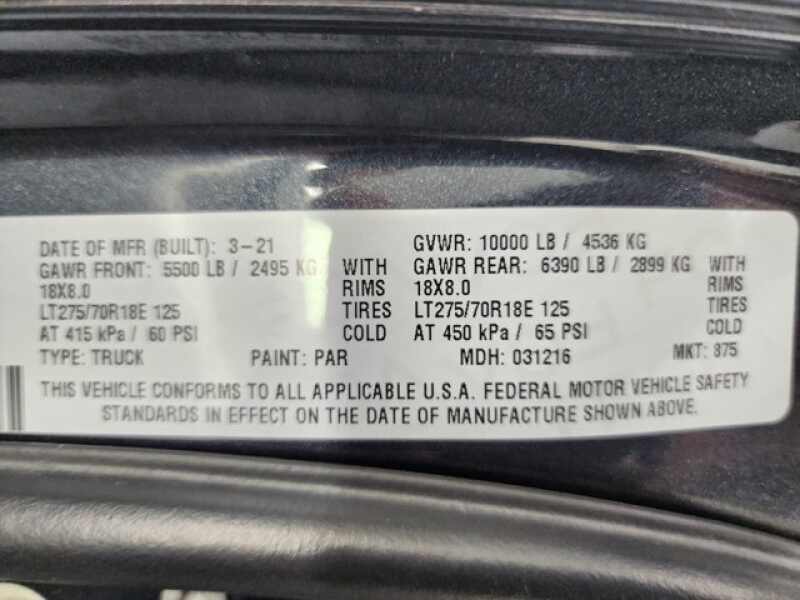 DATE OF MFR (BUILT): 3-21 GVWR: 10000 LB / 4536 KG
GAWR FRONT: 5500 LB / 2495 KG WITH GAWR REAR: 6390 LB / 2899 KG WITH
18X8.0 RIMS 18X8.0 RIMS
LT275/70R18E 125 TIRES LT275/70R18E 125 TIRES
AT 415 kPa / 60 PSI COLD AT 450 kPa / 65 PSI COLD
TYPE: TRUCK PAINT: PAR MDH: 031216 MKT: 875
THIS VEHICLE CONFORMS TO ALL APPLICABLE U.S.A. FEDERAL MOTOR VEHICLE SAFETY
STANDARDS IN EFFECT ON THE DATE OF MANUFACTURE SHOWN ABOVE.